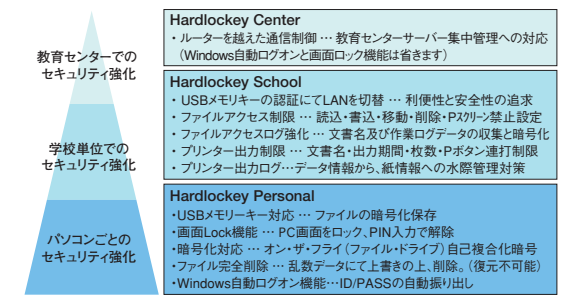 教育センターでの
セキュリティ強化
Hardlockey Center
・ルーターを越えた通信制御 … 教育センターサーバー集中管理への対応
(Windows自動ログオンと画面ロック機能は省きます)
学校単位での
セキュリティ強化
Hardlockey School
・USBメモリキーの認証にてLANを切替 … 利便性と安全性の追求
・ファイルアクセス制限 … 読込・書込・移動・削除・Pスクリーン禁止設定
・ファイルアクセスログ強化 … 文書名及び作業ログデータの収集と暗号化
・プリンター出力制限 … 文書名・出力期間・枚数・Pボタン連打制限
・プリンター出力ログ…データ情報から、紙情報への水際管理対策
パソコンごとの
セキュリティ強化
Hardlockey Personal
・USBメモリーキー対応 … ファイルの暗号化保存
・画面Lock機能 … PC画面をロック、PIN入力で解除
・暗号化対応 … オン・ザ・フライ(ファイル・ドライブ)自己複合化暗号
・ファイル完全削除 … 乱数データにて上書きの上、削除。(復元不可能)
・Windows自動ログオン機能…ID/PASSの自動振り出し